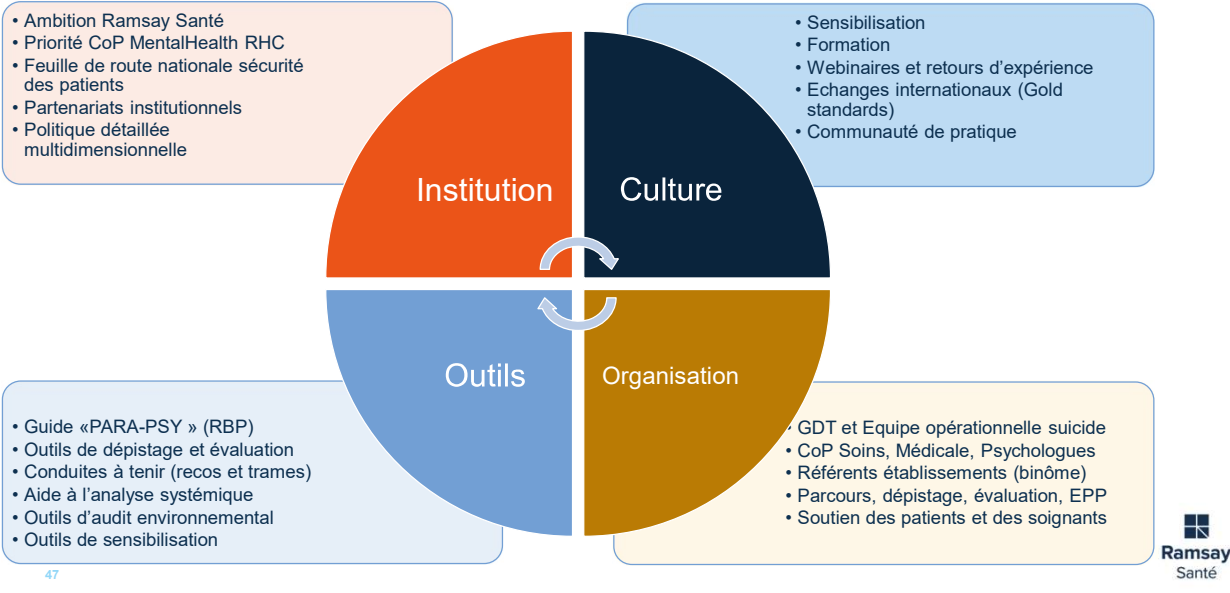 • Ambition Ramsay Santé
• Priorité CoP MentalHealth RHC
• Feuille de route nationale sécurité
des patients
• Partenariats institutionnels
• Politique détaillée
multidimensionnelle
• Sensibilisation
• Formation
• Webinaires et retours d’expérience
• Echanges internationaux (Gold
standards)
• Communauté de pratique
Institution
Culture
Outils
Organisation
• Guide «PARA-PSY » (RBP)
• Outils de dépistage et évaluation
• Conduites à tenir (recos et trames)
• Aide à l’analyse systémique
• Outils d’audit environnemental
• Outils de sensibilisation
• GDT et Equipe opérationnelle suicide
• CoP Soins, Médicale, Psychologues
• Référents établissements (binôme)
• Parcours, dépistage, évaluation, EPP
• Soutien des patients et des soignants
47
Ramsay
Santé